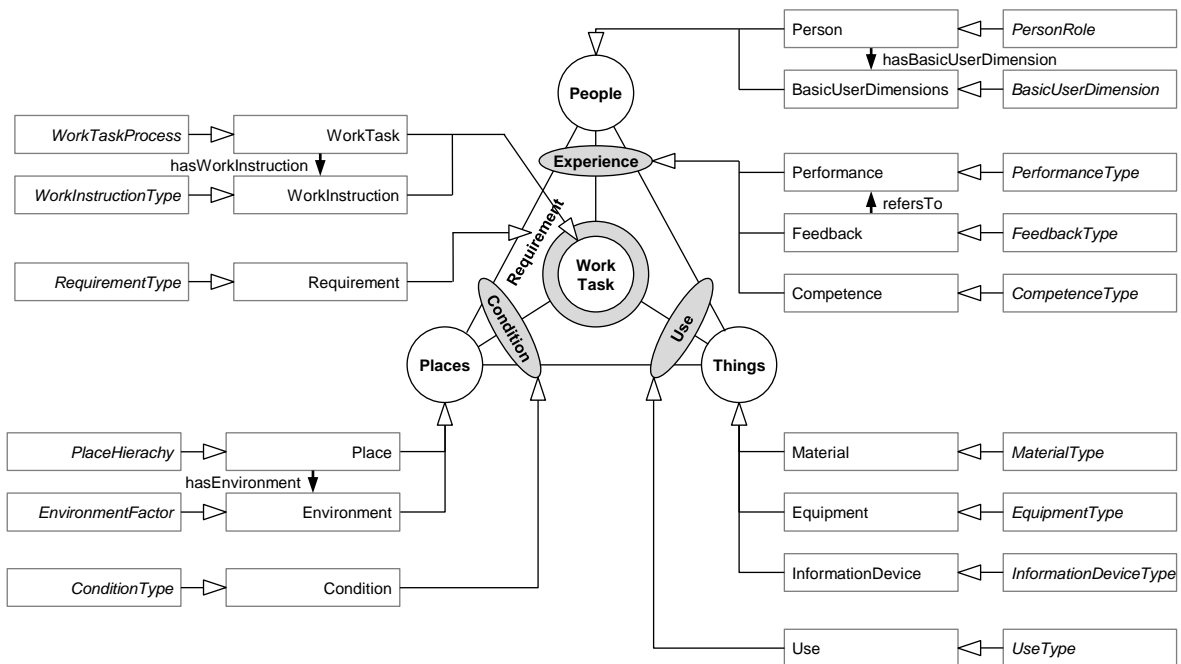 Person
PersonRole
hasBasicUserDimension
BasicUserDimensions
BasicUserDimension
People
WorkTaskProcess
WorkTask
hasWorkInstruction
WorkInstructionType
WorkInstruction
RequirementType
Requirement
Experience
Requirement
Work
Task
Condition
Use
Places
Things
Performance
PerformanceType
refersTo
Feedback
FeedbackType
Competence
CompetenceType
PlaceHierachy
Place
hasEnvironment
EnvironmentFactor
Environment
ConditionType
Condition
Material
MaterialType
Equipment
EquipmentType
InformationDevice
InformationDeviceType
Use
UseType